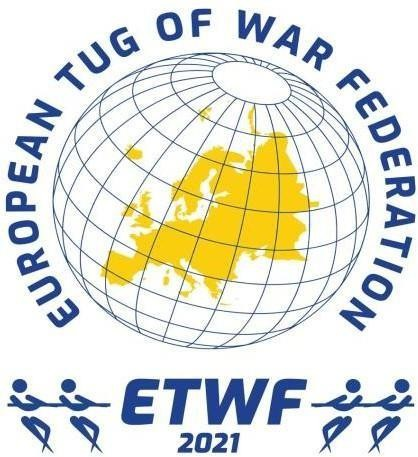 EUROPEAN TUG OF WAR FEDERATION
ETWF
2021